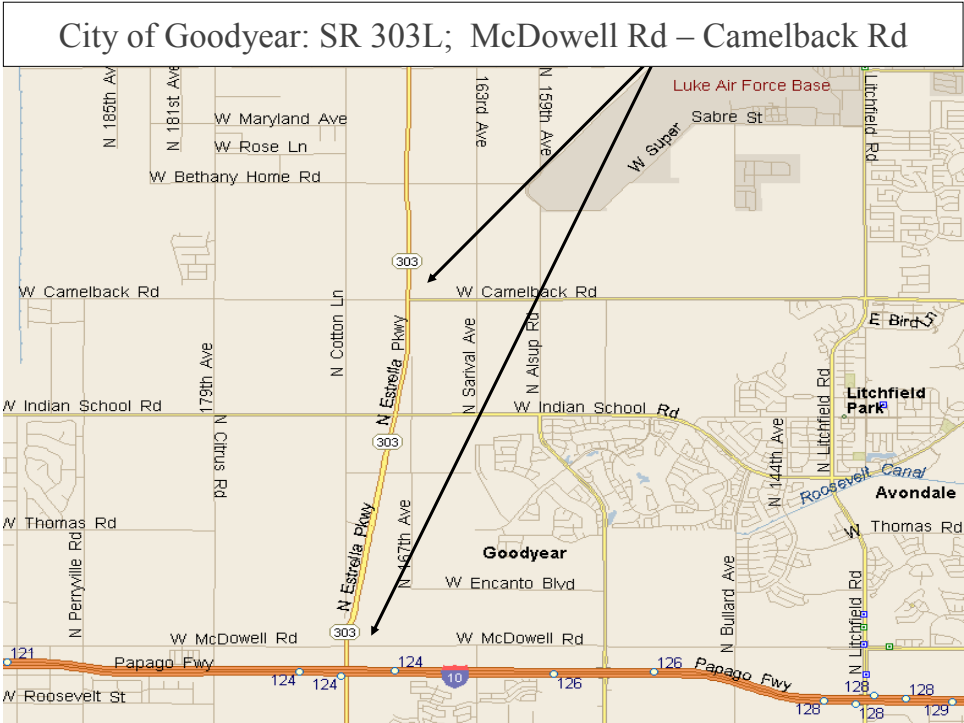 City of Goodyear: SR 303L;  McDowell Rd – Camelback Rd
N 185th Av
N 181st Ave
163rd Ave
N 159th Av
Luke Air Force Base
Litchfield Rd
W Maryland Ave
Sabre St
W Rose Ln
W Super
W Bethany Home Rd
303
W Camelback Rd
W Camelback Rd
N Cotton Ln
N Estrella Pkwy
N Sarival Ave
N Alsup Rd
E Bird Ln
179th Ave
N Litchfield Rd
Litchfield
Park
W Indian School Rd
W Indian School Rd
N Citrus Rd
303
N 144th Ave
Roosevelt Canal
Avondale
W Thomas Rd
N 167th Ave
W Thomas Rd
Goodyear
N Perryville Rd
N Estrella Pkwy
W Encanto Blvd
N Bullard Ave
N Litchfield Rd
303
W McDowell Rd
W McDowell Rd
121
Papago Fwy
124
124
124
10
126
126
Papago Fwy
W Roosevelt St
128
128
128
128
129